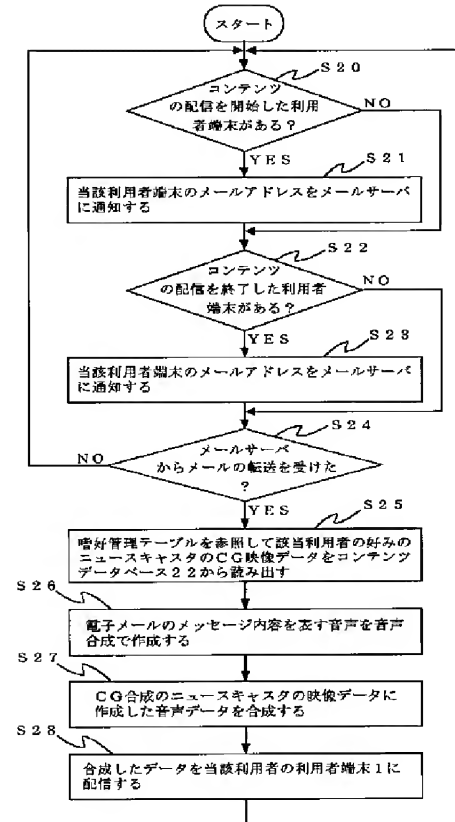 スタート
S20
コンテンツ
の配信を開始した利用
者端末がある?
NO
YES
S21
当該利用者端末のメールアドレスをメールサーバ
に通知する
S22
コンテンツ
の配信を終了した利用者
端末がある?
NO
YES
S23
当該利用者端末のメールアドレスをメールサーバ
に通知する
S24
メールサーバ
からメールの転送を受けた
?
NO
YES
S25
嗜好管理テーブルを参照して該当利用者の好みの
ニュースキャスタのCG映像データをコンテンツ
データベース22から読み出す
S26
電子メールのメッセージ内容を表す音声を音声
合成で作成する
S27
CG合成のニュースキャスタの映像データに
作成した音声データを合成する
S28
合成したデータを当該利用者の利用者端末1に
配信する